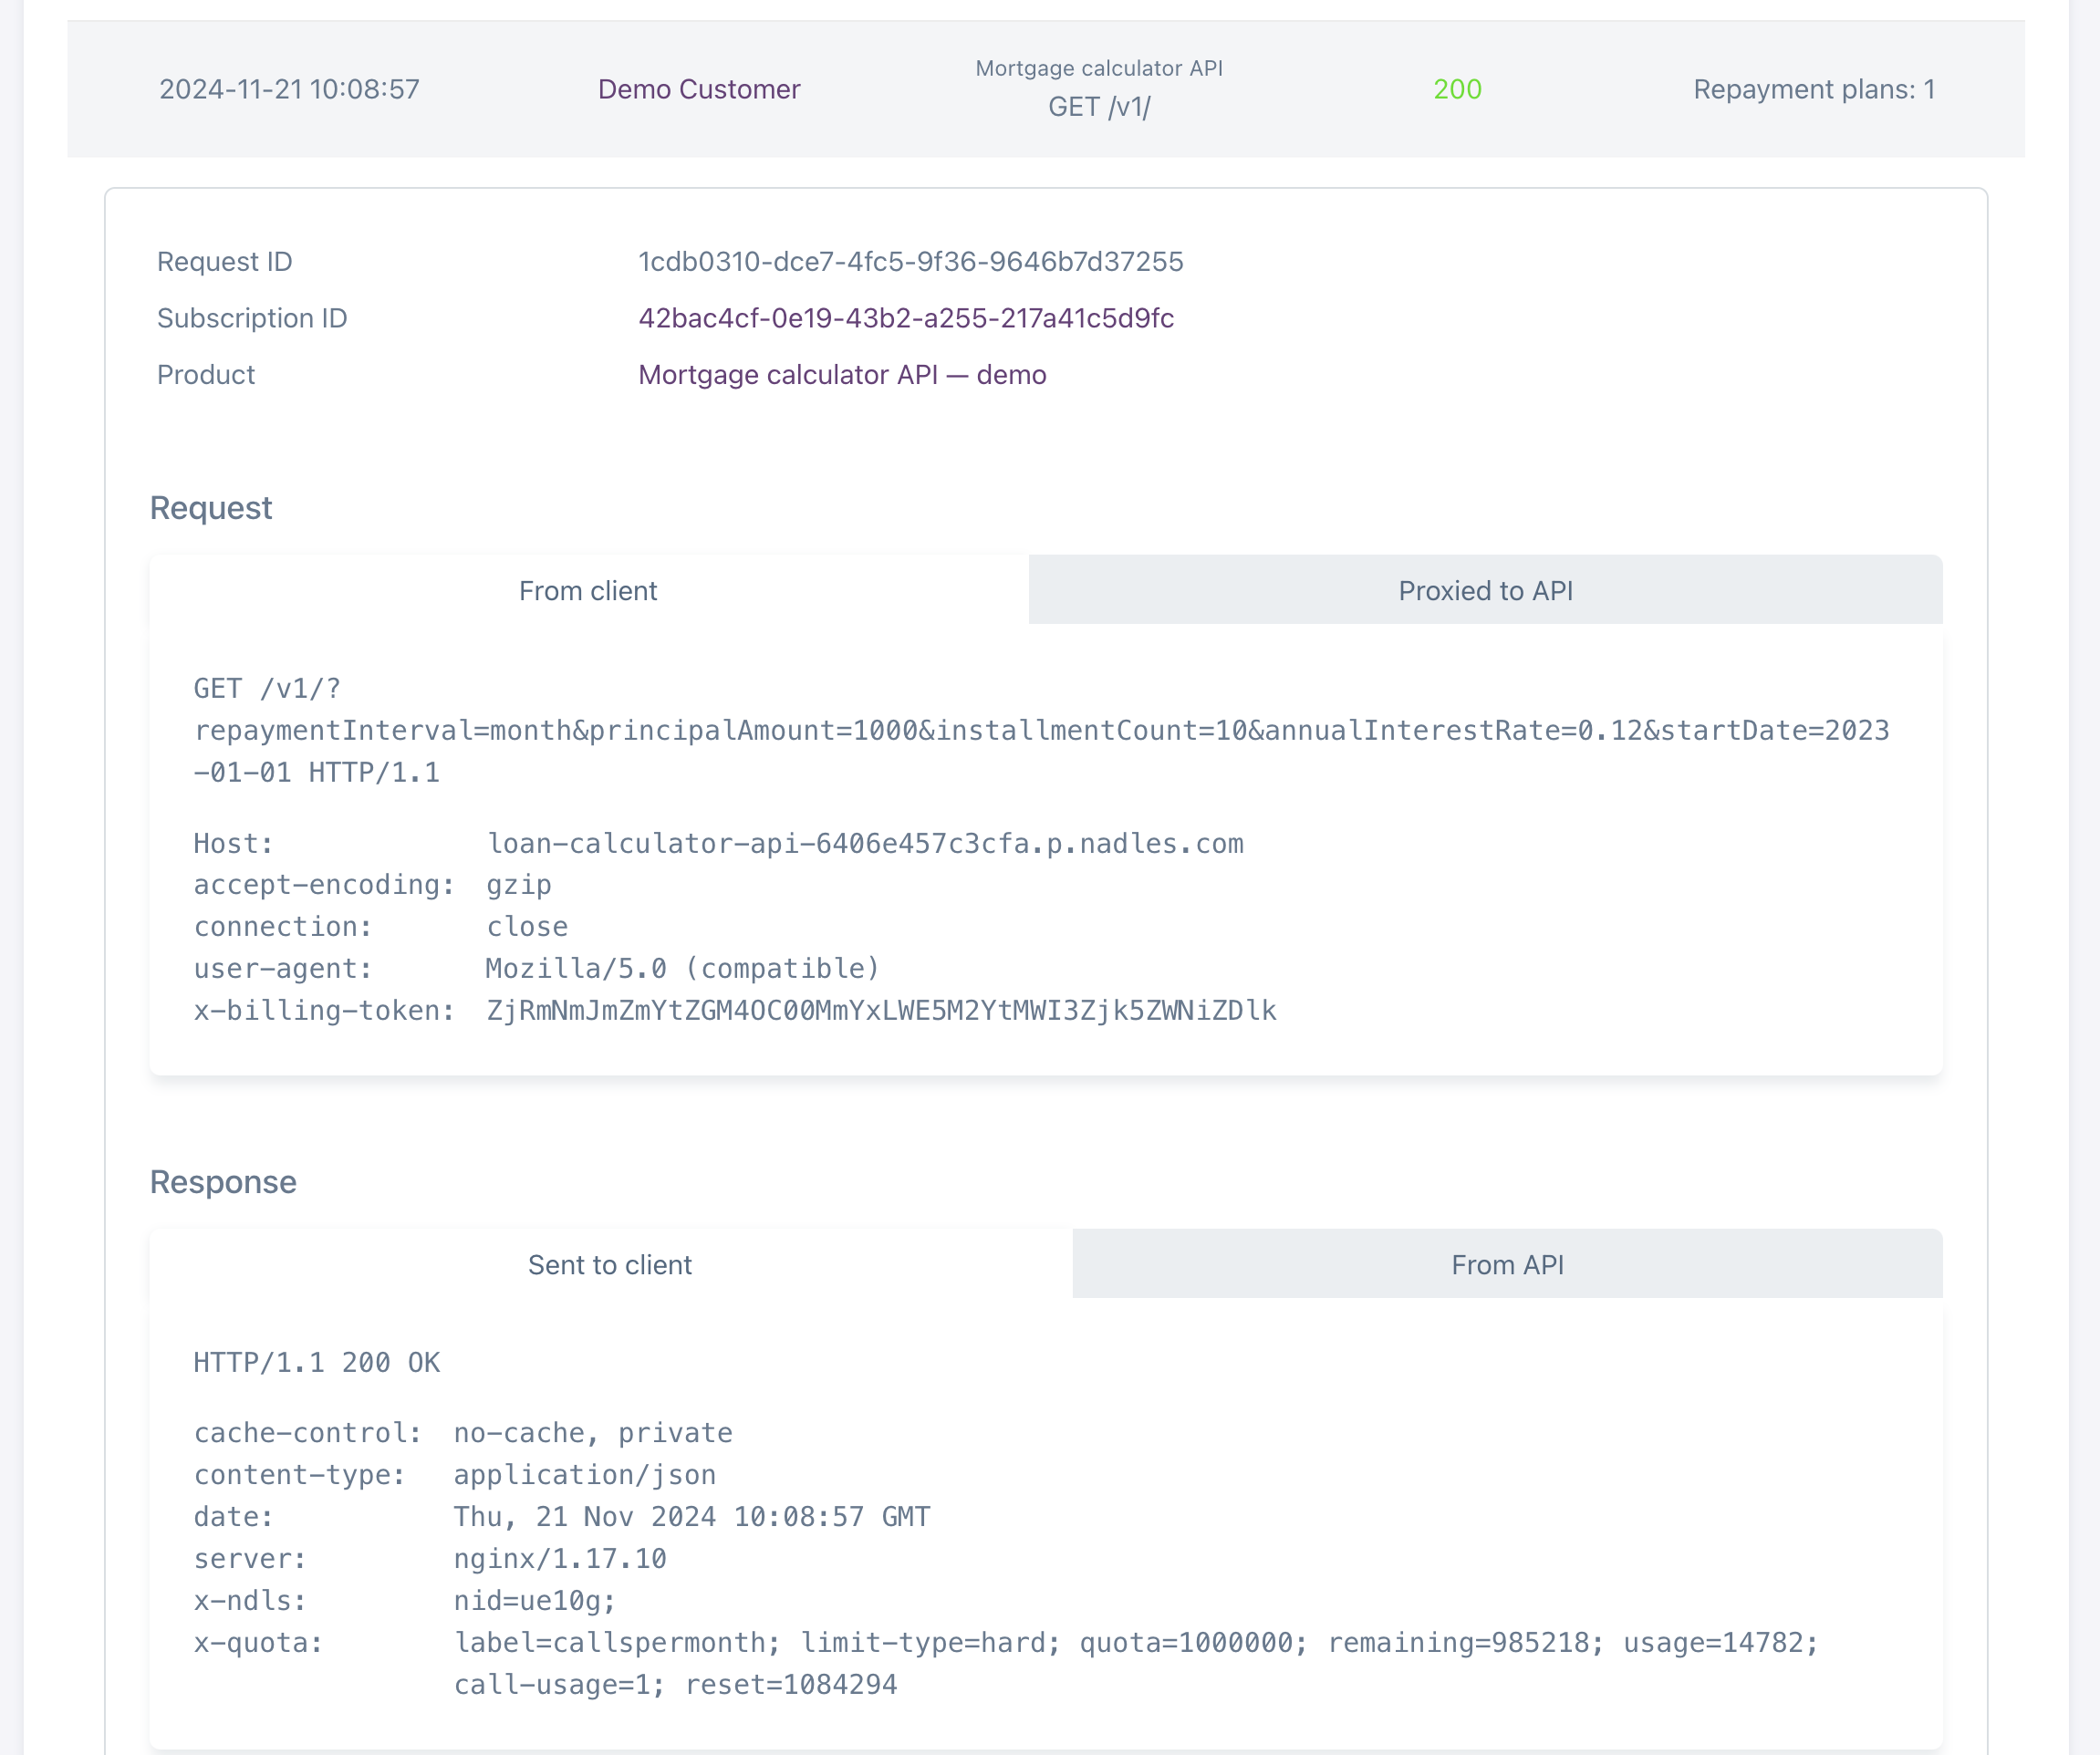 2024-11-21 10:08:57
Demo Customer
Mortgage calculator API
GET /v1/
200
Repayment plans: 1
Request ID 1cdb0310-dce7-4fc5-9f36-9646b7d37255
Subscription ID 42bac4cf-0e19-43b2-a255-217a41c5d9fc
Product Mortgage calculator API — demo
Request
From client
Proxied to API
GET /v1/?
repaymentInterval=month&principalAmount=1000&installmentCount=10&annualInterestRate=0.12&startDate=2023
-01-01 HTTP/1.1
Host: loan-calculator-api-6406e457c3cfa.p.nadles.com
accept-encoding: gzip
connection: close
user-agent: Mozilla/5.0 (compatible)
x-billing-token: ZjRmNmJmZmYtZGM4OC00MmYxLWE5M2YtMWI3Zjk5ZWNiZDlk
Response
Sent to client
From API
HTTP/1.1 200 OK
cache-control: no-cache, private
content-type: application/json
date: Thu, 21 Nov 2024 10:08:57 GMT
server: nginx/1.17.10
x-ndls: nid=ue10g;
x-quota: label=callspermonth; limit-type=hard; quota=1000000; remaining=985218; usage=14782;
call-usage=1; reset=1084294